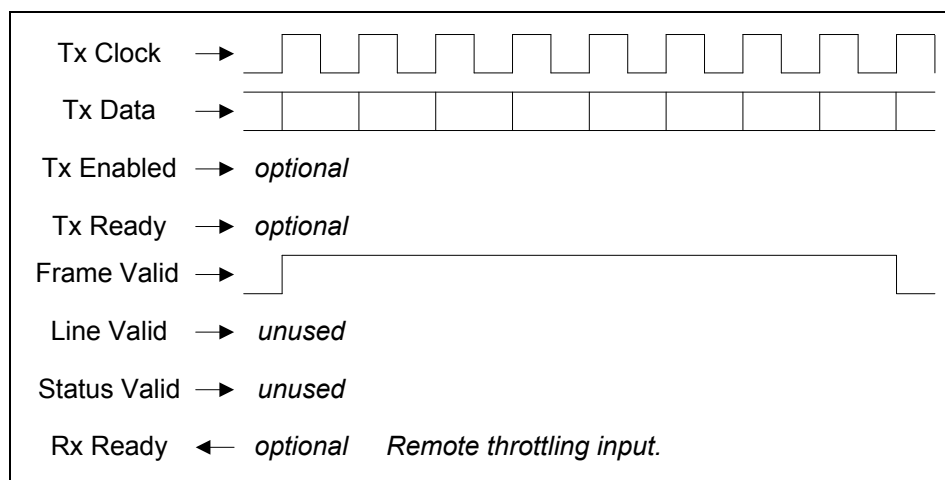 Tx Clock
Tx Data
Tx Enabled optional
Tx Ready optional
Frame Valid
Line Valid unused
Status Valid unused
Rx Ready optional Remote throttling input.